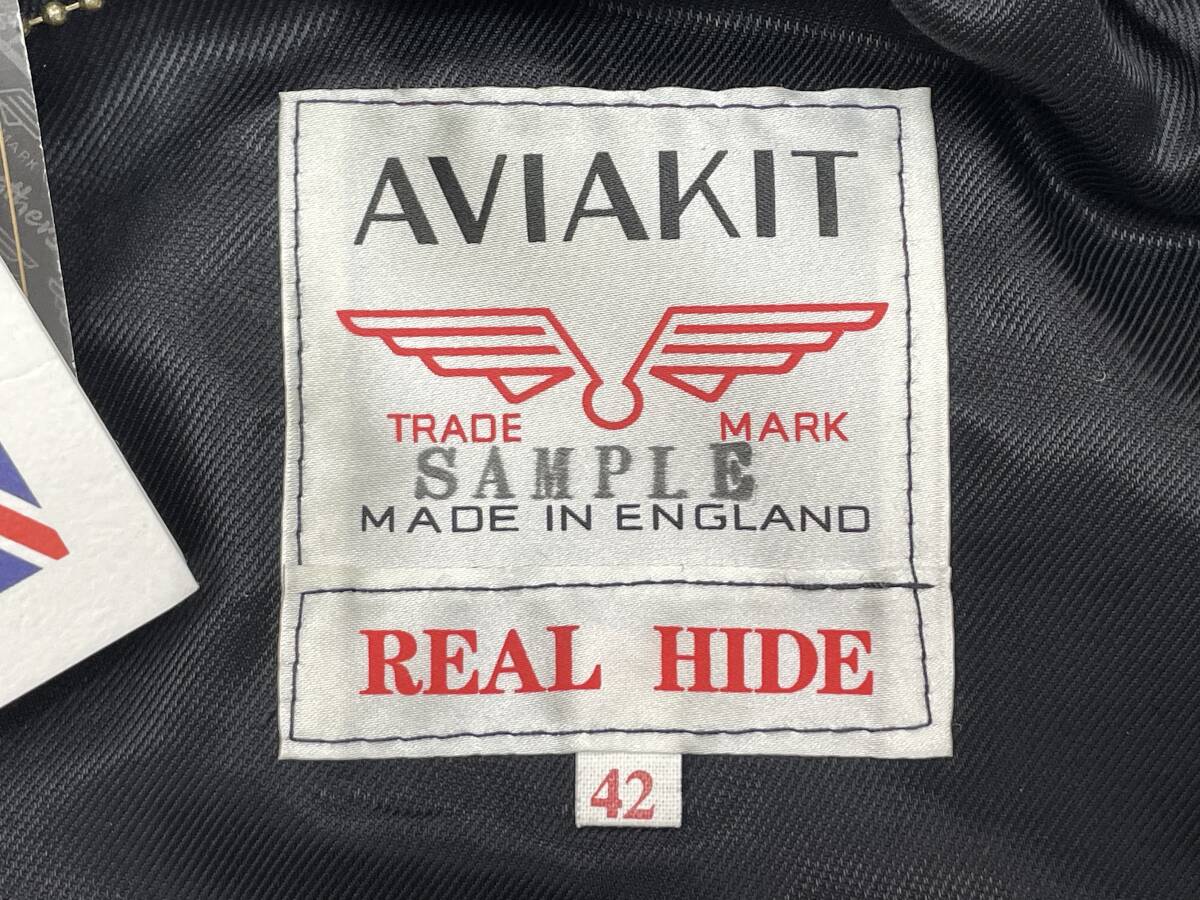 AVIAKIT
TRADE MARK
SAMPLE
MADE IN ENGLAND
REAL HIDE
42